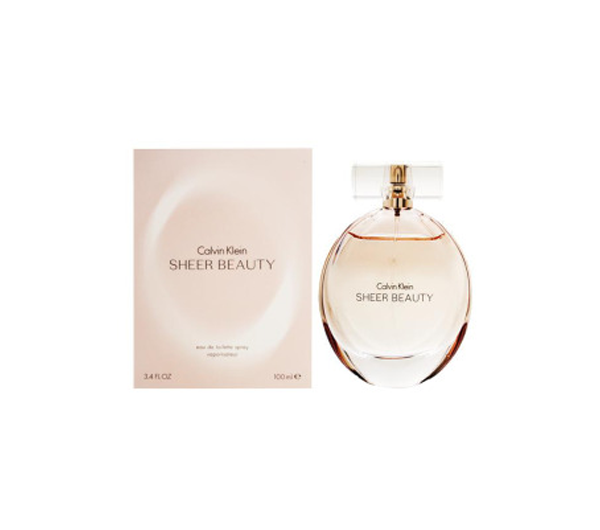 Calvin Klein
SHEER BEAUTY
eau de toilette spray
vaporisateur
3.4 FL.OZ
100 ml ℮
Calvin Klein
SHEER BEAUTY